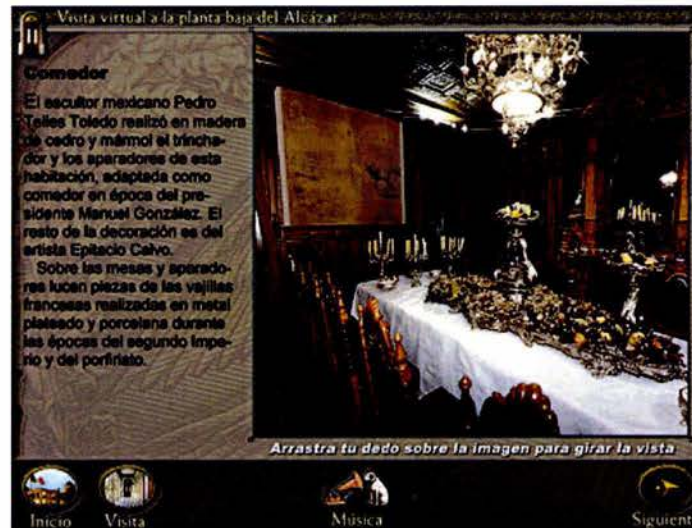 Visita virtual a la planta baja del Alcázar
Comedor
El escultor mexicano Pedro
Telles Toledo realizó en madera
de cedro y mármol el trincha-
dor y los aparadores de esta
habitación, adaptada como
comedor en época del pre-
sidente Manuel González. El
resto de la decoración es del
artista Epitacio Calvo.
Sobre las mesas y aparado-
res lucen piezas de las vajillas
francesas realizadas en metal
plateado y porcelana durante
las épocas del segundo Impe-
rio y del porfiriato.
Arrastra tu dedo sobre la imagen para girar la vista
Inicio
Visita
Música
Siguient